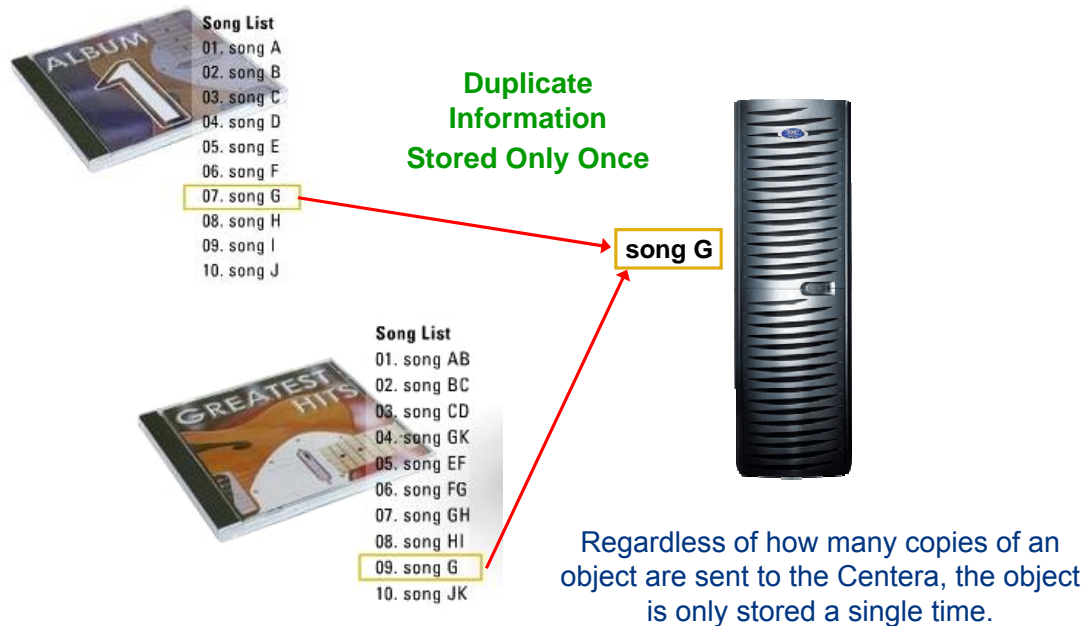 ALBUM
1
Song List
01. song A
02. song B
03. song C
04. song D
05. song E
06. song F
07. song G
08. song H
09. song I
10. song J
Duplicate
Information
Stored Only Once
song G
GREATEST
HITS
Song List
01. song AB
02. song BC
03. song CD
04. song GK
05. song EF
06. song FG
07. song GH
08. song HI
09. song G
10. song JK
Regardless of how many copies of an
object are sent to the Centera, the object
is only stored a single time.